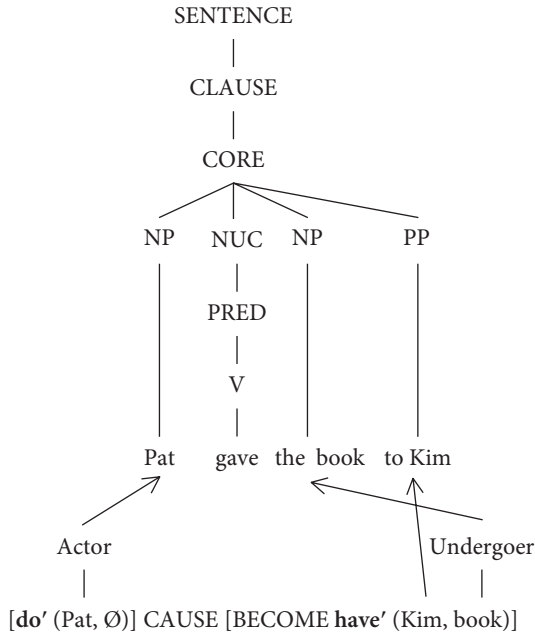 SENTENCE
CLAUSE
CORE
NP NUC NP PP
PRED
V
Pat gave the book to Kim
Actor Undergoer
[do′ (Pat, Ø)] CAUSE [BECOME have′ (Kim, book)]